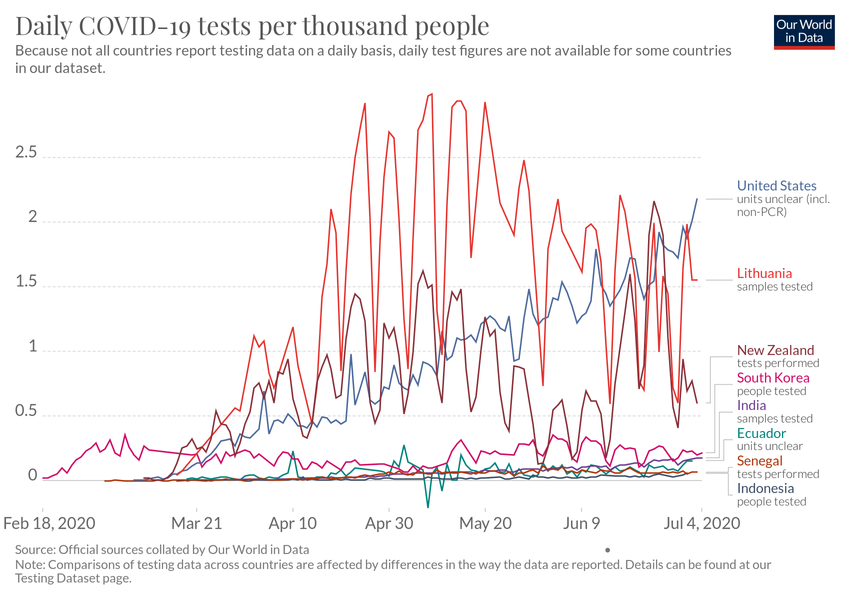 Daily COVID-19 tests per thousand people
Our World
in Data
Because not all countries report testing data on a daily basis, daily test figures are not available for some countries
in our dataset.
2.5
2
1.5
1
0.5
0
United States
units unclear (incl.
non-PCR)
Lithuania
samples tested
New Zealand
tests performed
South Korea
people tested
India
samples tested
Ecuador
units unclear
Senegal
tests performed
Indonesia
people tested
Feb 18, 2020
Mar 21
Apr 10
Apr 30
May 20
Jun 9
Jul 4, 2020
Source: Official sources collated by Our World in Data
Note: Comparisons of testing data across countries are affected by differences in the way the data are reported. Details can be found at our
Testing Dataset page.